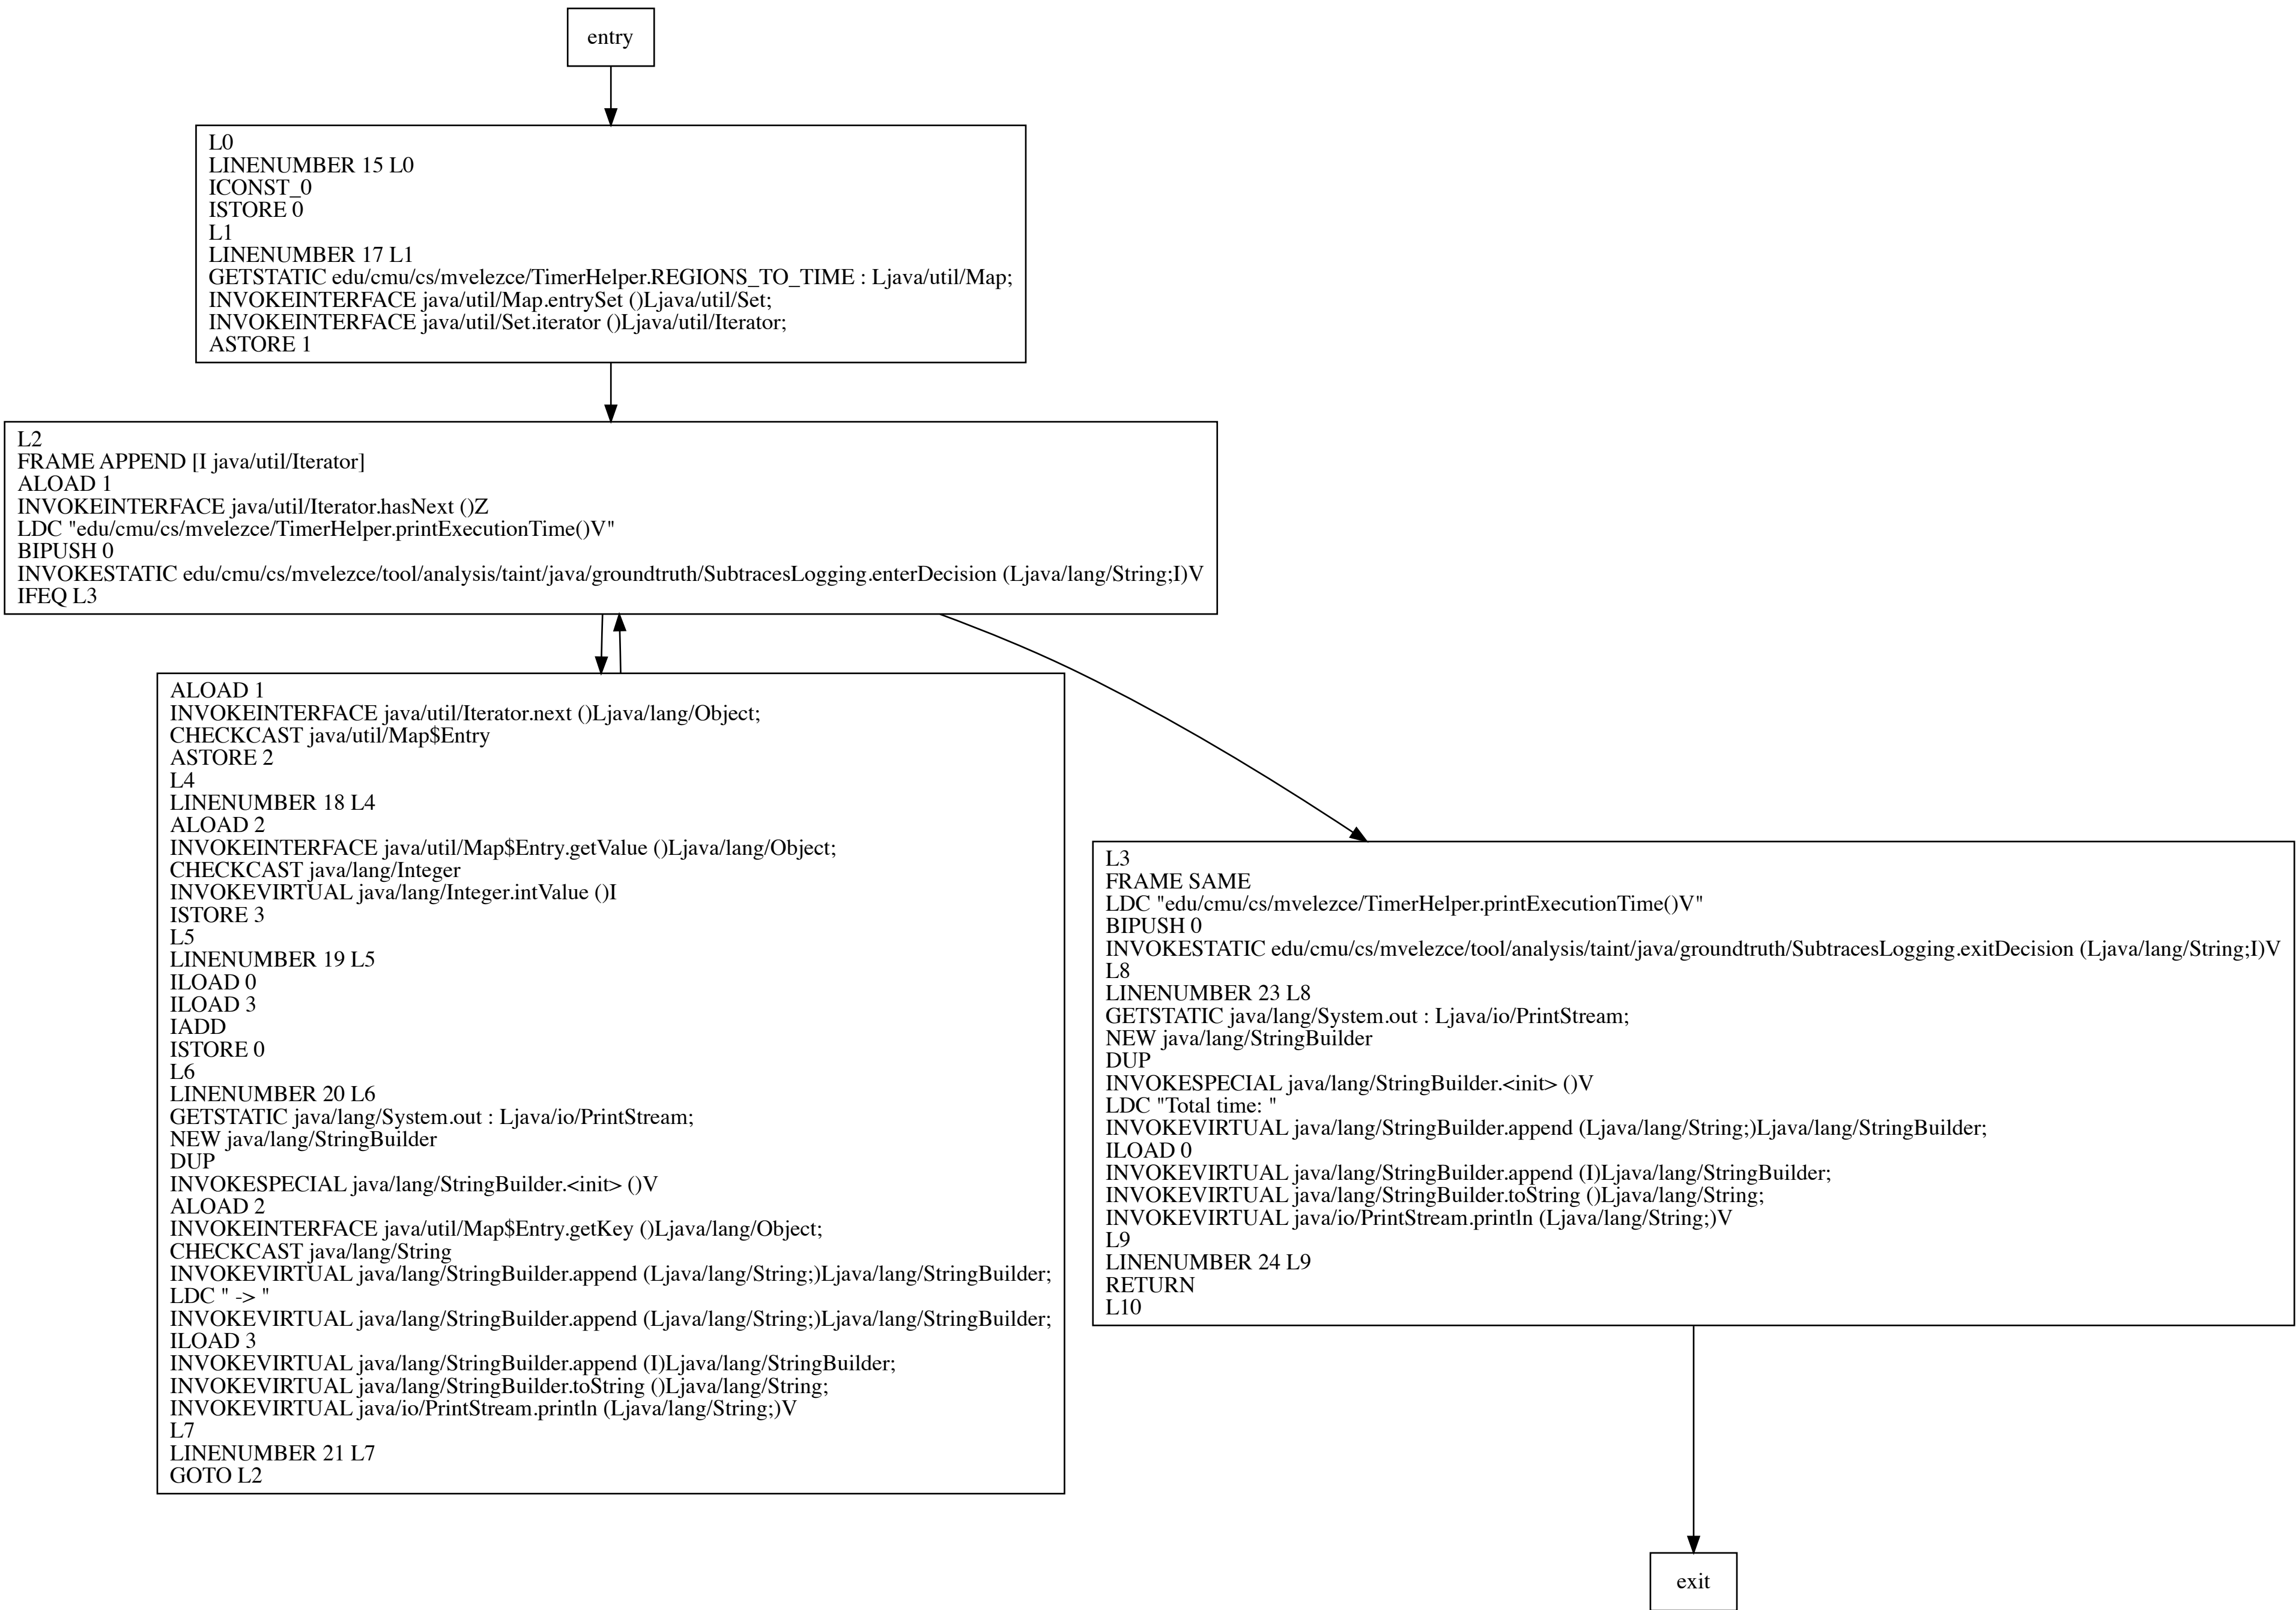 entry
L0
LINENUMBER 15 L0
ICONST_0
ISTORE 0
L1
LINENUMBER 17 L1
GETSTATIC edu/cmu/cs/mvelezce/TimerHelper.REGIONS_TO_TIME : Ljava/util/Map;
INVOKEINTERFACE java/util/Map.entrySet ()Ljava/util/Set;
INVOKEINTERFACE java/util/Set.iterator ()Ljava/util/Iterator;
ASTORE 1
L2
FRAME APPEND [I java/util/Iterator]
ALOAD 1
INVOKEINTERFACE java/util/Iterator.hasNext ()Z
LDC "edu/cmu/cs/mvelezce/TimerHelper.printExecutionTime()V"
BIPUSH 0
INVOKESTATIC edu/cmu/cs/mvelezce/tool/analysis/taint/java/groundtruth/SubtracesLogging.enterDecision (Ljava/lang/String;I)V
IFEQ L3
ALOAD 1
INVOKEINTERFACE java/util/Iterator.next ()Ljava/lang/Object;
CHECKCAST java/util/Map$Entry
ASTORE 2
L4
LINENUMBER 18 L4
ALOAD 2
INVOKEINTERFACE java/util/Map$Entry.getValue ()Ljava/lang/Object;
CHECKCAST java/lang/Integer
INVOKEVIRTUAL java/lang/Integer.intValue ()I
ISTORE 3
L5
LINENUMBER 19 L5
ILOAD 0
ILOAD 3
IADD
ISTORE 0
L6
LINENUMBER 20 L6
GETSTATIC java/lang/System.out : Ljava/io/PrintStream;
NEW java/lang/StringBuilder
DUP
INVOKESPECIAL java/lang/StringBuilder.<init> ()V
ALOAD 2
INVOKEINTERFACE java/util/Map$Entry.getKey ()Ljava/lang/Object;
CHECKCAST java/lang/String
INVOKEVIRTUAL java/lang/StringBuilder.append (Ljava/lang/String;)Ljava/lang/StringBuilder;
LDC " -> "
INVOKEVIRTUAL java/lang/StringBuilder.append (Ljava/lang/String;)Ljava/lang/StringBuilder;
ILOAD 3
INVOKEVIRTUAL java/lang/StringBuilder.append (I)Ljava/lang/StringBuilder;
INVOKEVIRTUAL java/lang/StringBuilder.toString ()Ljava/lang/String;
INVOKEVIRTUAL java/io/PrintStream.println (Ljava/lang/String;)V
L7
LINENUMBER 21 L7
GOTO L2
L3
FRAME SAME
LDC "edu/cmu/cs/mvelezce/TimerHelper.printExecutionTime()V"
BIPUSH 0
INVOKESTATIC edu/cmu/cs/mvelezce/tool/analysis/taint/java/groundtruth/SubtracesLogging.exitDecision (Ljava/lang/String;I)V
L8
LINENUMBER 23 L8
GETSTATIC java/lang/System.out : Ljava/io/PrintStream;
NEW java/lang/StringBuilder
DUP
INVOKESPECIAL java/lang/StringBuilder.<init> ()V
LDC "Total time: "
INVOKEVIRTUAL java/lang/StringBuilder.append (Ljava/lang/String;)Ljava/lang/StringBuilder;
ILOAD 0
INVOKEVIRTUAL java/lang/StringBuilder.append (I)Ljava/lang/StringBuilder;
INVOKEVIRTUAL java/lang/StringBuilder.toString ()Ljava/lang/String;
INVOKEVIRTUAL java/io/PrintStream.println (Ljava/lang/String;)V
L9
LINENUMBER 24 L9
RETURN
L10
exit